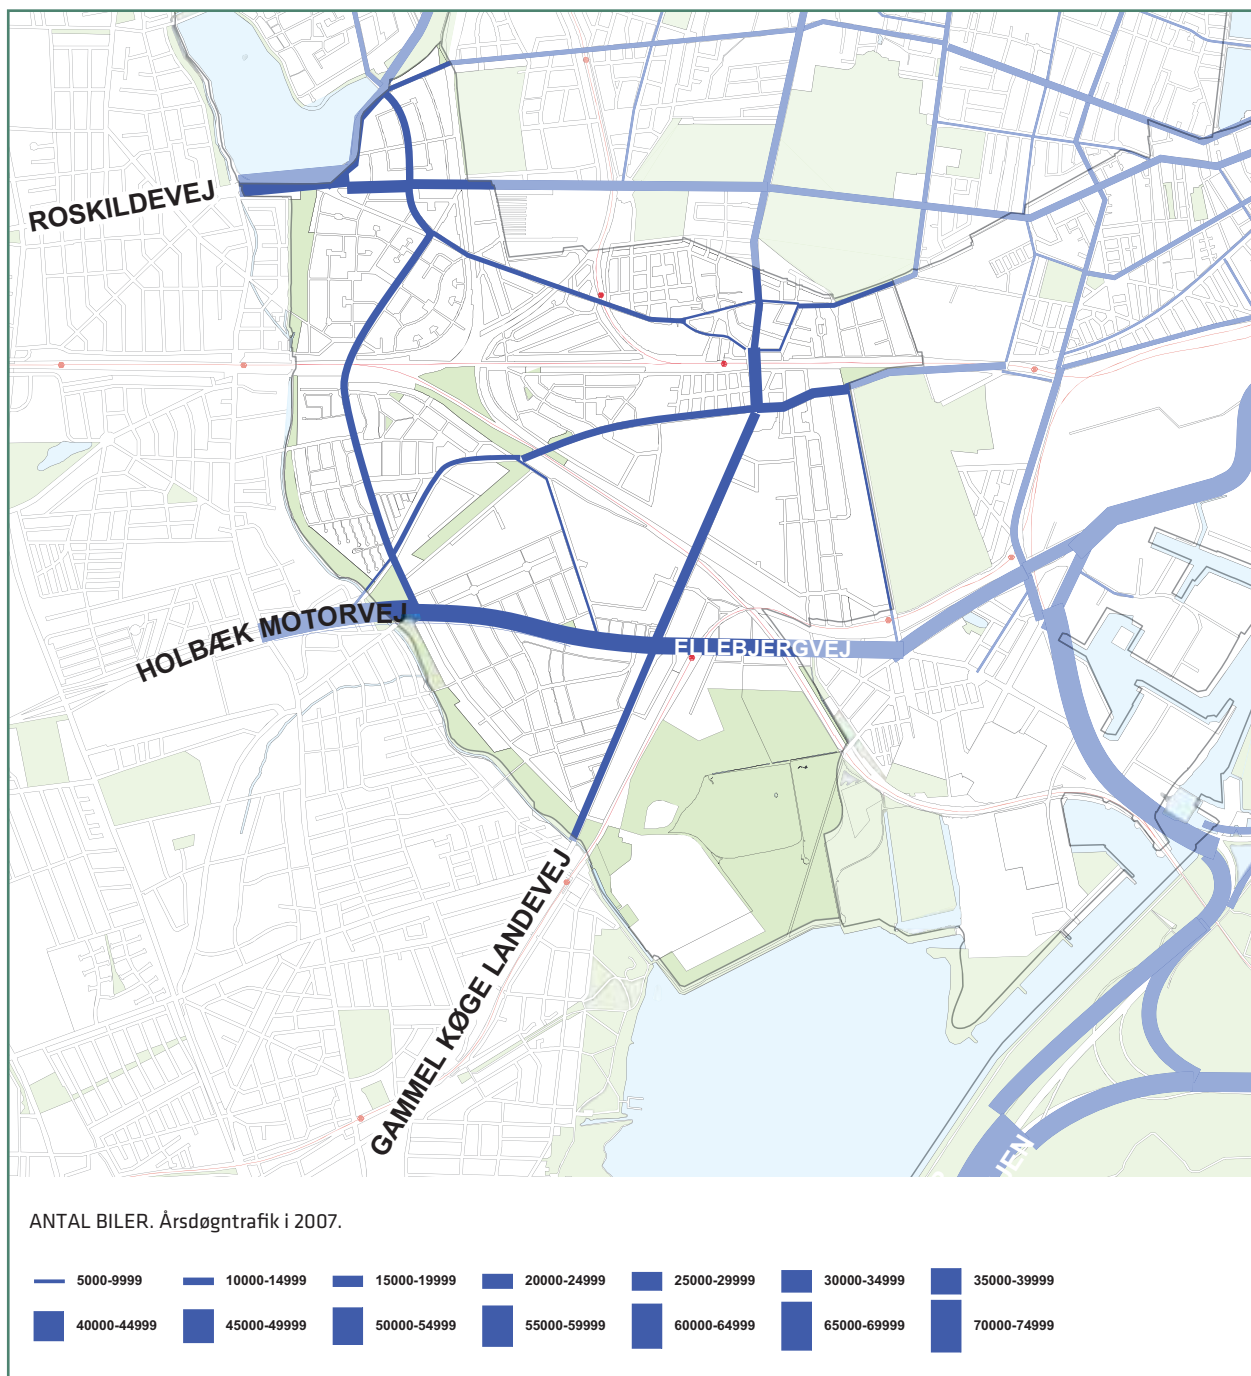 ROSKILDEVEJ
HOLBÆK MOTORVEJ
ELLEBJERGVEJ
GAMMEL KØGE LANDEVEJ
ANTAL BILER. Årsdøgntrafik i 2007.
5000-9999 10000-14999 15000-19999 20000-24999 25000-29999 30000-34999 35000-39999
40000-44999 45000-49999 50000-54999 55000-59999 60000-64999 65000-69999 70000-74999